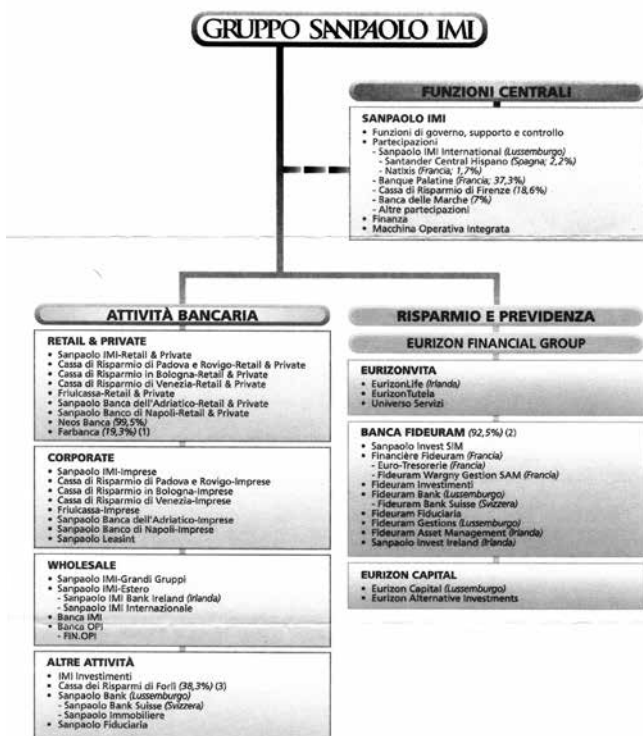 GRUPPO SANPAOLO IMI
FUNZIONI CENTRALI
SANPAOLO IMI
• Funzioni di governo, supporto e controllo
• Partecipazioni
- Sanpaolo IMI International (Lussemburgo)
- Santander Central Hispano (Spagna; 2,2%)
- Natixis (Francia; 1,7%)
- Banque Palatine (Francia; 37,3%)
- Cassa di Risparmio di Firenze (18,6%)
- Banca delle Marche (7%)
- Altre partecipazioni
• Finanza
• Macchina Operativa Integrata
ATTIVITÀ BANCARIA
RETAIL & PRIVATE
• Sanpaolo IMI-Retail & Private
• Cassa di Risparmio di Padova e Rovigo-Retail & Private
• Cassa di Risparmio in Bologna-Retail & Private
• Cassa di Risparmio di Venezia-Retail & Private
• Friulcassa-Retail & Private
• Sanpaolo Banca dell'Adriatico-Retail & Private
• Sanpaolo Banco di Napoli-Retail & Private
• Neos Banca (99,5%)
• Farbanca (19,3%) (1)
CORPORATE
• Sanpaolo IMI-Imprese
• Cassa di Risparmio di Padova e Rovigo-Imprese
• Cassa di Risparmio in Bologna-Imprese
• Cassa di Risparmio di Venezia-Imprese
• Friulcassa-Imprese
• Sanpaolo Banca dell'Adriatico-Imprese
• Sanpaolo Banco di Napoli-Imprese
• Sanpaolo Leasint
WHOLESALE
• Sanpaolo IMI-Grandi Gruppi
• Sanpaolo IMI-Estero
- Sanpaolo IMI Bank Ireland (Irlanda)
- Sanpaolo IMI Internazionale
• Banca IMI
• Banca OPI
- FIN.OPI
ALTRE ATTIVITÀ
• IMI Investimenti
• Cassa dei Risparmi di Forlì (38,3%) (3)
• Sanpaolo Bank (Lussemburgo)
- Sanpaolo Bank Suisse (Svizzera)
- Sanpaolo Immobiliere
• Sanpaolo Fiduciaria
RISPARMIO E PREVIDENZA
EURIZON FINANCIAL GROUP
EURIZONVITA
• EurizonLife (Irlanda)
• EurizonTutela
• Universo Servizi
BANCA FIDEURAM (92,5%) (2)
• Sanpaolo Invest SIM
• Financière Fideuram (Francia)
- Euro-Tresorerie (Francia)
- Fideuram Wargny Gestion SAM (Francia)
• Fideuram Investimenti
• Fideuram Bank (Lussemburgo)
- Fideuram Bank Suisse (Svizzera)
• Fideuram Fiduciaria
• Fideuram Gestions (Lussemburgo)
• Fideuram Asset Management (Irlanda)
• Sanpaolo Invest Ireland (Irlanda)
EURIZON CAPITAL
• Eurizon Capital (Lussemburgo)
• Eurizon Alternative Investments